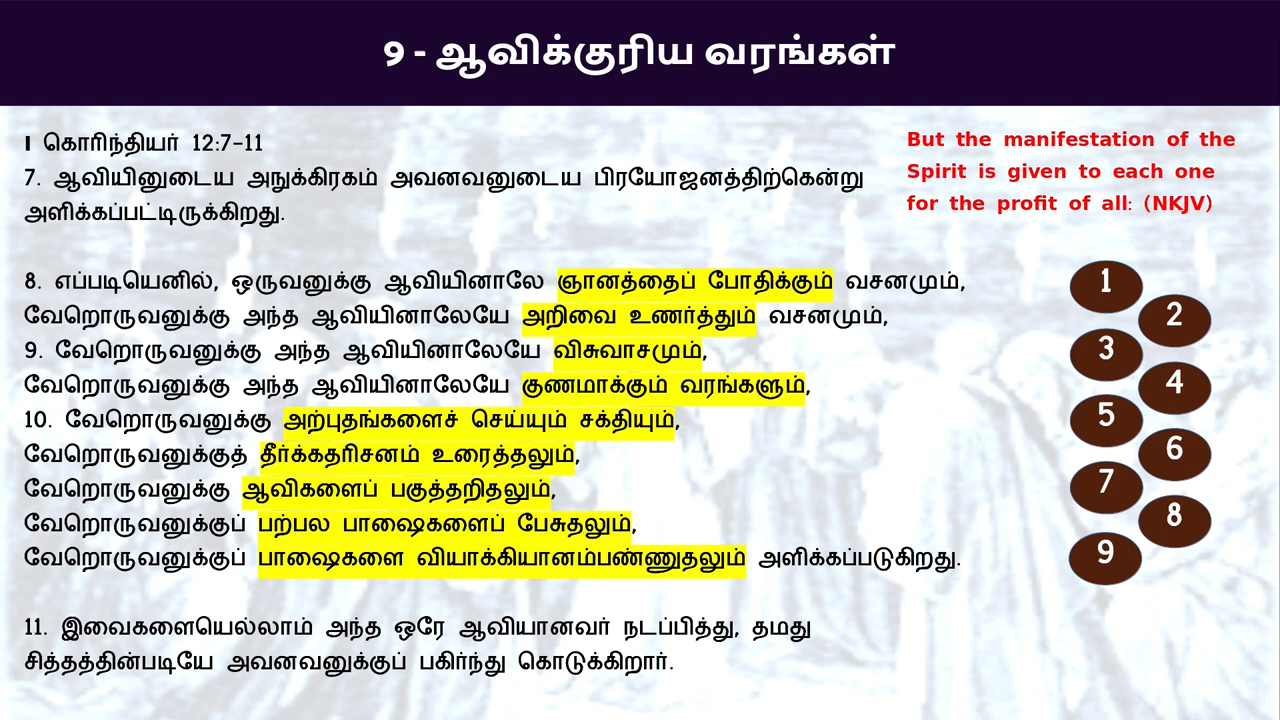 9 - ஆவிக்குரிய வரங்கள்
I கொரிந்தியர் 12:7-11
7. ஆவியினுடைய அநுக்கிரகம் அவனவனுடைய பிரயோஜனத்திற்கென்று
அளிக்கப்பட்டிருக்கிறது.
But the manifestation of the
Spirit is given to each one
for the profit of all: (NKJV)
8. எப்படியெனில், ஒருவனுக்கு ஆவியினாலே ஞானத்தைப் போதிக்கும் வசனமும்,
வேறொருவனுக்கு அந்த ஆவியினாலேயே அறிவை உணர்த்தும் வசனமும்,
9. வேறொருவனுக்கு அந்த ஆவியினாலேயே விசுவாசமும்,
வேறொருவனுக்கு அந்த ஆவியினாலேயே குணமாக்கும் வரங்களும்,
10. வேறொருவனுக்கு அற்புதங்களைச் செய்யும் சக்தியும்,
வேறொருவனுக்குத் தீர்க்கதரிசனம் உரைத்தலும்,
வேறொருவனுக்கு ஆவிகளைப் பகுத்தறிதலும்,
வேறொருவனுக்குப் பற்பல பாஷைகளைப் பேசுதலும்,
வேறொருவனுக்குப் பாஷைகளை வியாக்கியானம்பண்ணுதலும் அளிக்கப்படுகிறது.
1
2
3
4
5
6
7
8
9
11. இவைகளையெல்லாம் அந்த ஒரே ஆவியானவர் நடப்பித்து, தமது
சித்தத்தின்படியே அவனவனுக்குப் பகிர்ந்து கொடுக்கிறார்.